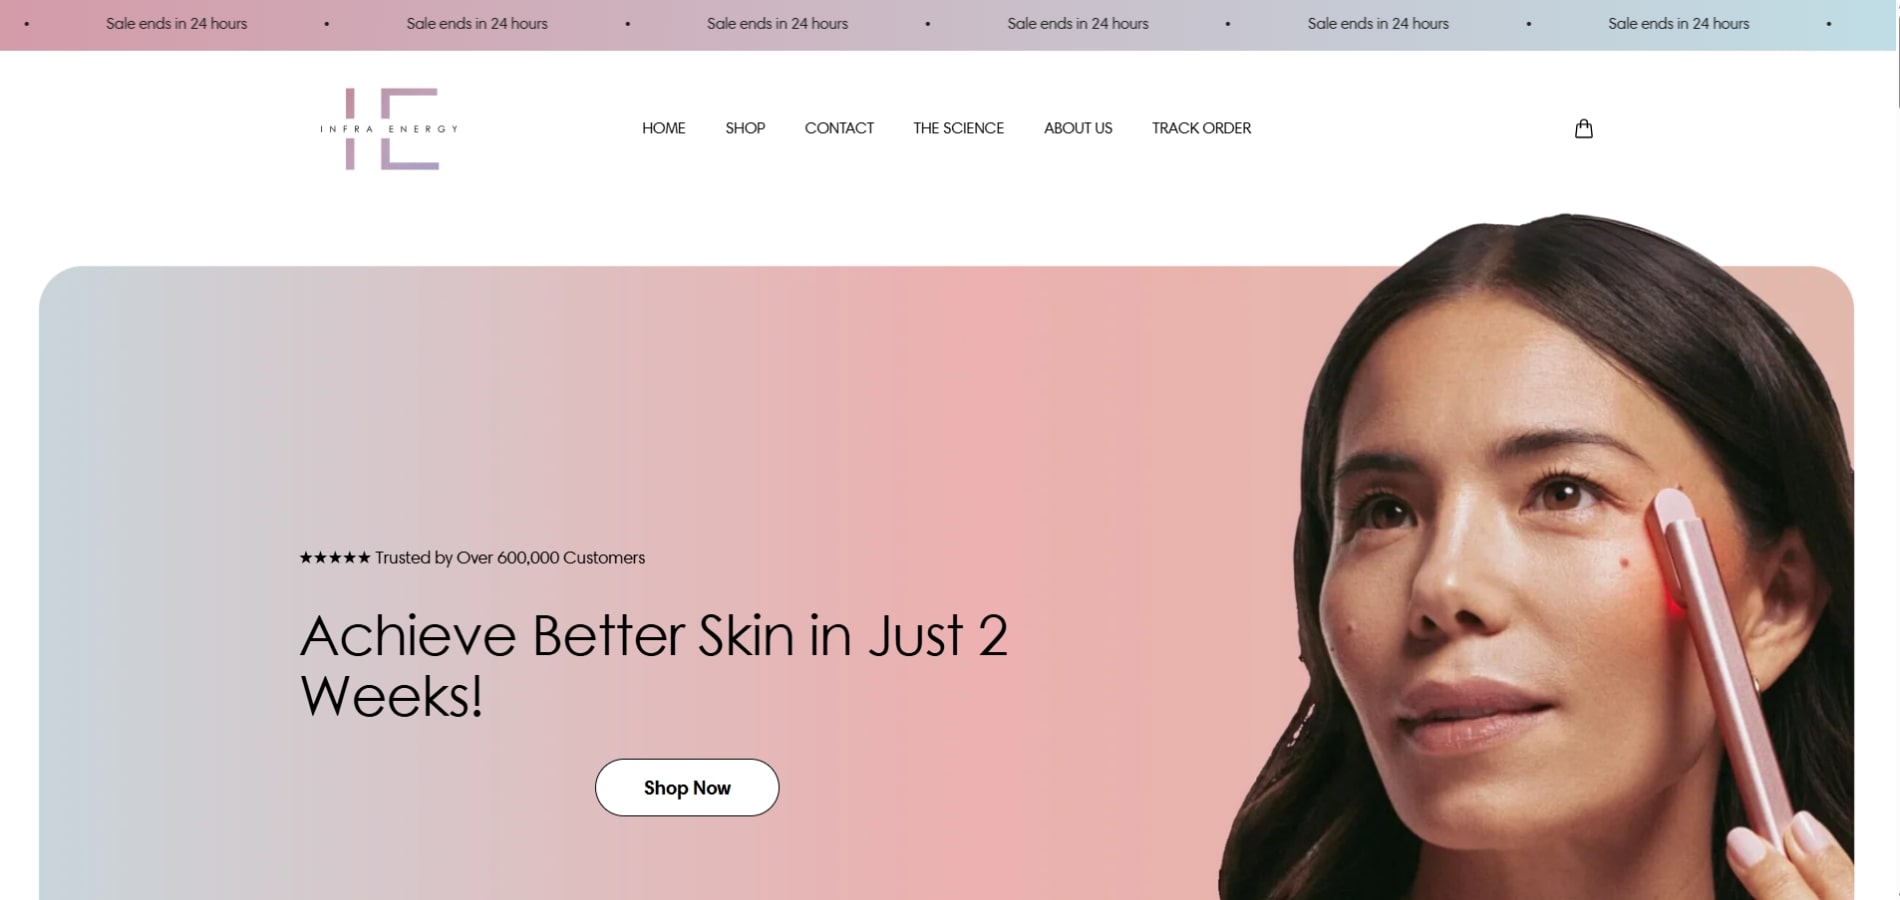 • Sale ends in 24 hours • Sale ends in 24 hours • Sale ends in 24 hours • Sale ends in 24 hours • Sale ends in 24 hours • Sale ends in 24 hours •
IE
INFRA ENERGY
HOME SHOP CONTACT THE SCIENCE ABOUT US TRACK ORDER
★★★★★ Trusted by Over 600,000 Customers
Achieve Better Skin in Just 2
Weeks!
Shop Now